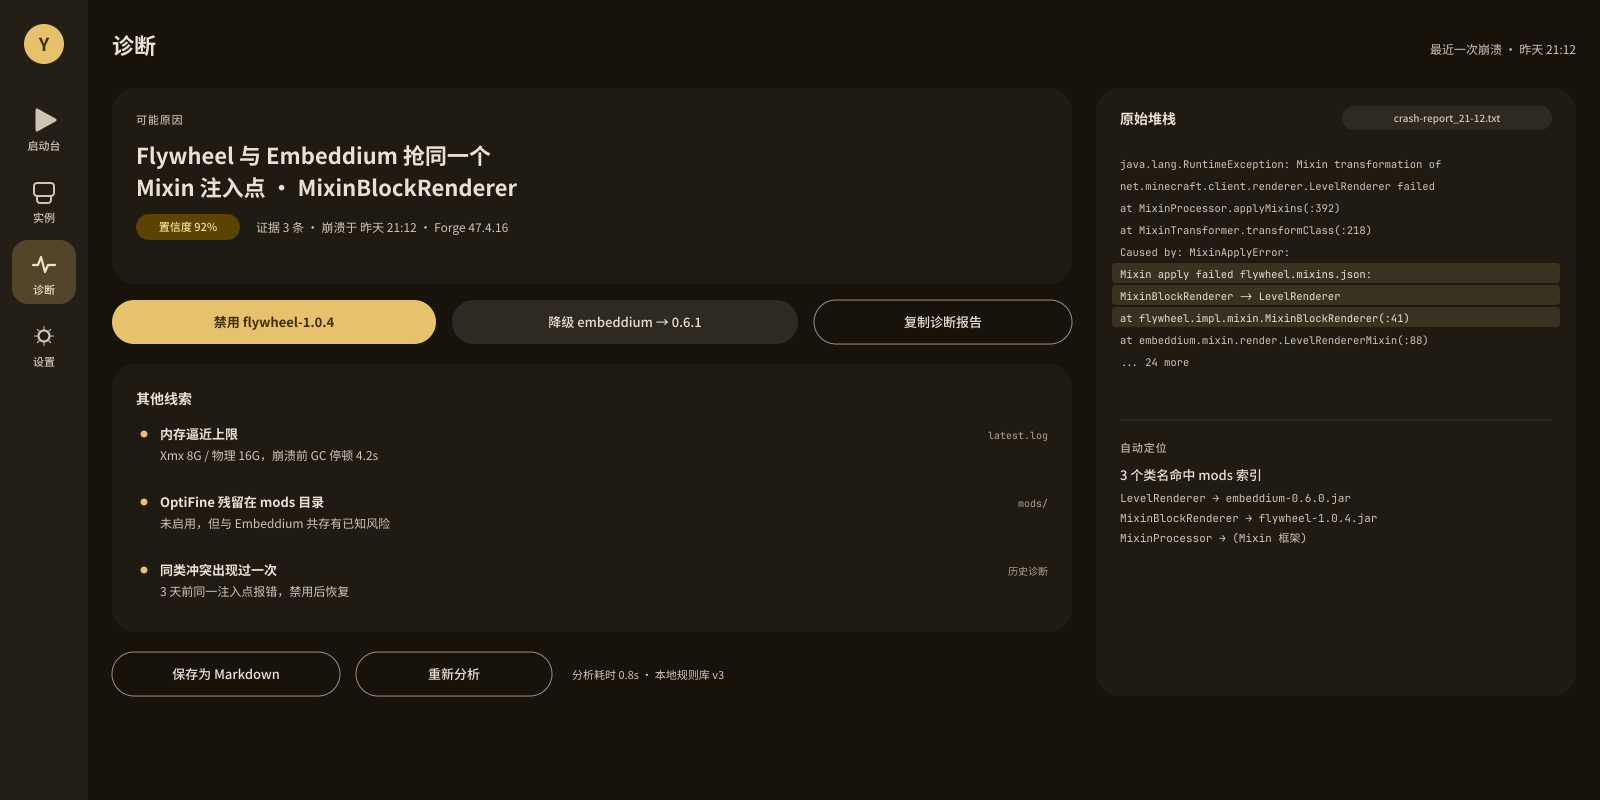 Y
启动台
实例
诊断
设置
诊断
最近一次崩溃 · 昨天 21:12
可能原因
Flywheel 与 Embeddium 抢同一个
Mixin 注入点 · MixinBlockRenderer
置信度 92%
证据 3 条 · 崩溃于 昨天 21:12 · Forge 47.4.16
禁用 flywheel-1.0.4
降级 embeddium → 0.6.1
复制诊断报告
其他线索
内存逼近上限
latest.log
Xmx 8G / 物理 16G，崩溃前 GC 停顿 4.2s
OptiFine 残留在 mods 目录
mods/
未启用，但与 Embeddium 共存有已知风险
同类冲突出现过一次
历史诊断
3 天前同一注入点报错，禁用后恢复
保存为 Markdown
重新分析
分析耗时 0.8s · 本地规则库 v3
原始堆栈
crash-report_21-12.txt
java.lang.RuntimeException: Mixin transformation of
net.minecraft.client.renderer.LevelRenderer failed
at MixinProcessor.applyMixins(:392)
at MixinTransformer.transformClass(:218)
Caused by: MixinApplyError:
Mixin apply failed flywheel.mixins.json:
MixinBlockRenderer → LevelRenderer
at flywheel.impl.mixin.MixinBlockRenderer(:41)
at embeddium.mixin.render.LevelRendererMixin(:88)
... 24 more
自动定位
3 个类名命中 mods 索引
LevelRenderer → embeddium-0.6.0.jar
MixinBlockRenderer → flywheel-1.0.4.jar
MixinProcessor → (Mixin 框架)